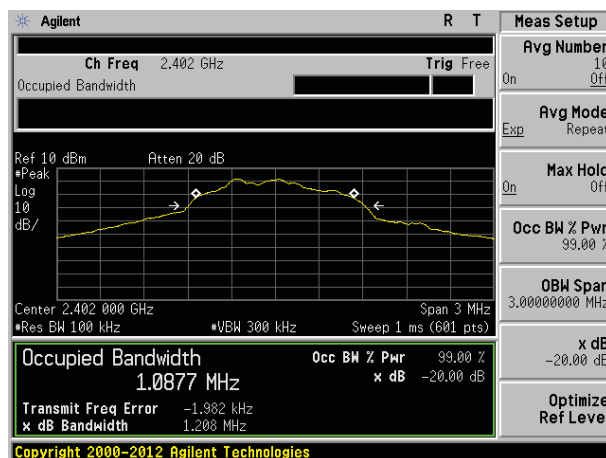 Agilent R T Meas Setup
Ch Freq 2.402 GHz Trig Free
Occupied Bandwidth
Avg Number
10
On Off
Avg Mode
Exp Repeat
Max Hold
On Off
Occ BW % Pwr
99.00 %
OBW Span
3.00000000 MHz
x dB
-20.00 dB
Optimize
Ref Level
Ref 10 dBm Atten 20 dB
#Peak
Log
10
dB/
Center 2.402 000 GHz Span 3 MHz
#Res BW 100 kHz #VBW 300 kHz Sweep 1 ms (601 pts)
Occupied Bandwidth Occ BW % Pwr 99.00 %
1.0877 MHz x dB -20.00 dB
Transmit Freq Error -1.982 kHz
x dB Bandwidth 1.208 MHz
Copyright 2000-2012 Agilent Technologies